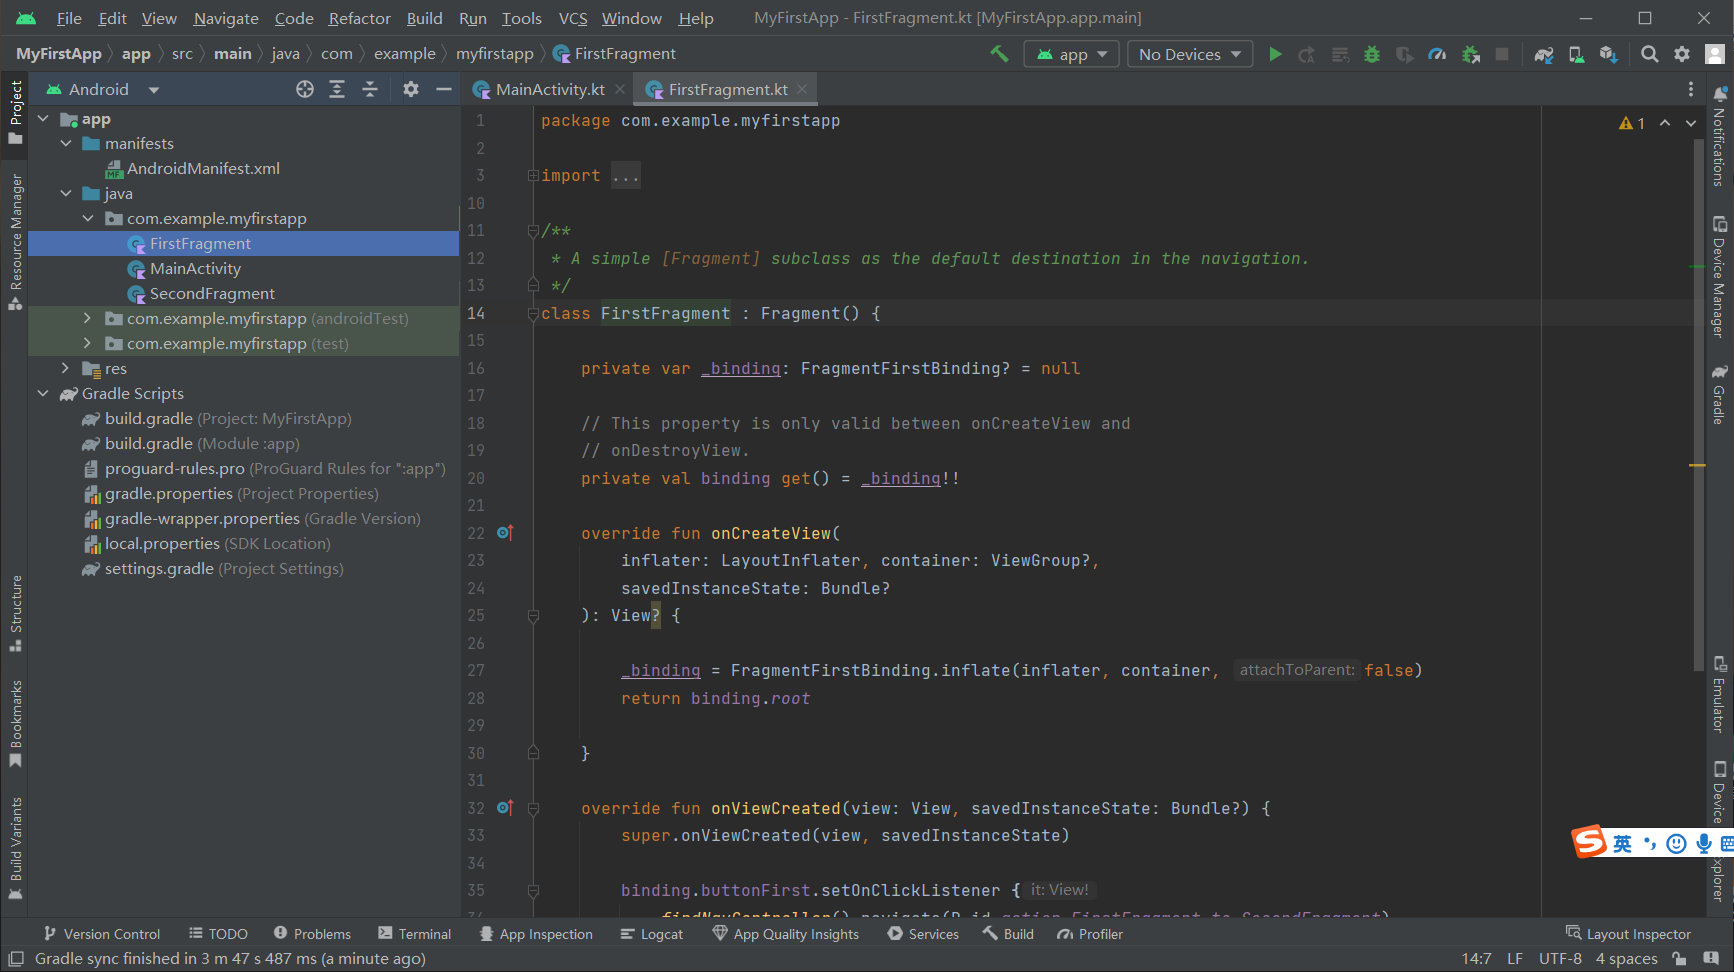 File Edit View Navigate Code Refactor Build Run Tools VCS Window Help MyFirstApp - FirstFragment.kt [MyFirstApp.app.main]
MyFirstApp app src main java com example myfirstapp FirstFragment app No Devices
Android
MainActivity.kt FirstFragment.kt
Project
Resource Manager
Structure
Bookmarks
Build Variants
app
manifests
AndroidManifest.xml
java
com.example.myfirstapp
FirstFragment
MainActivity
SecondFragment
com.example.myfirstapp (androidTest)
com.example.myfirstapp (test)
res
Gradle Scripts
build.gradle (Project: MyFirstApp)
build.gradle (Module :app)
proguard-rules.pro (ProGuard Rules for ":app")
gradle.properties (Project Properties)
gradle-wrapper.properties (Gradle Version)
local.properties (SDK Location)
settings.gradle (Project Settings)
1 package com.example.myfirstapp
2
3 import ...
10
11 /**
12 * A simple [Fragment] subclass as the default destination in the navigation.
13 */
14 class FirstFragment : Fragment() {
15
16 private var _binding: FragmentFirstBinding? = null
17
18 // This property is only valid between onCreateView and
19 // onDestroyView.
20 private val binding get() = _binding!!
21
22 override fun onCreateView(
23 inflater: LayoutInflater, container: ViewGroup?,
24 savedInstanceState: Bundle?
25 ): View? {
26
27 _binding = FragmentFirstBinding.inflate(inflater, container, attachToParent: false)
28 return binding.root
29
30 }
31
32 override fun onViewCreated(view: View, savedInstanceState: Bundle?) {
33 super.onViewCreated(view, savedInstanceState)
34
35 binding.buttonFirst.setOnClickListener { it: View!
findNavController().navigate(R.id.action_FirstFragment_to_SecondFragment)
1
Notifications
Device Manager
Gradle
Emulator
Device
xplorer
英
Version Control TODO Problems Terminal App Inspection Logcat App Quality Insights Services Build Profiler Layout Inspector
Gradle sync finished in 3 m 47 s 487 ms (a minute ago) 14:7 LF UTF-8 4 spaces